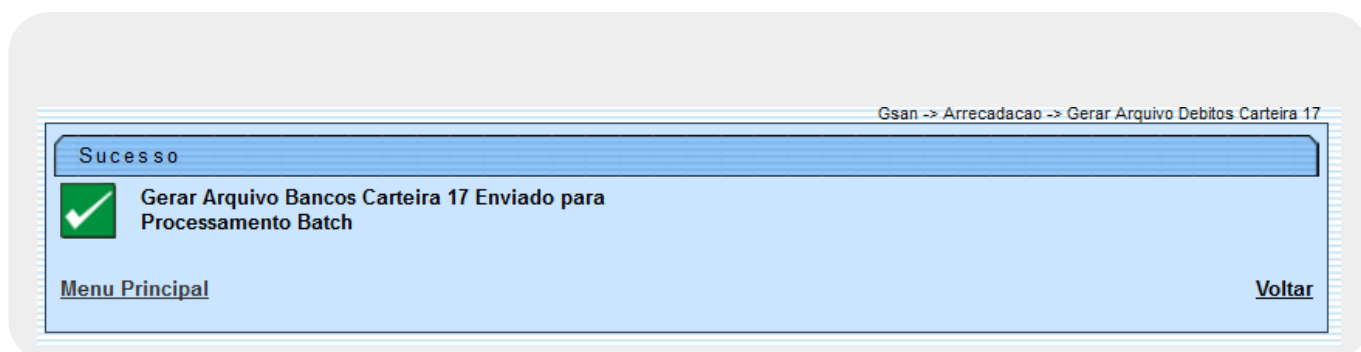 Gsan -> Arrecadacao -> Gerar Arquivo Debitos Carteira 17
Sucesso
Gerar Arquivo Bancos Carteira 17 Enviado para
Processamento Batch
Menu Principal
Voltar